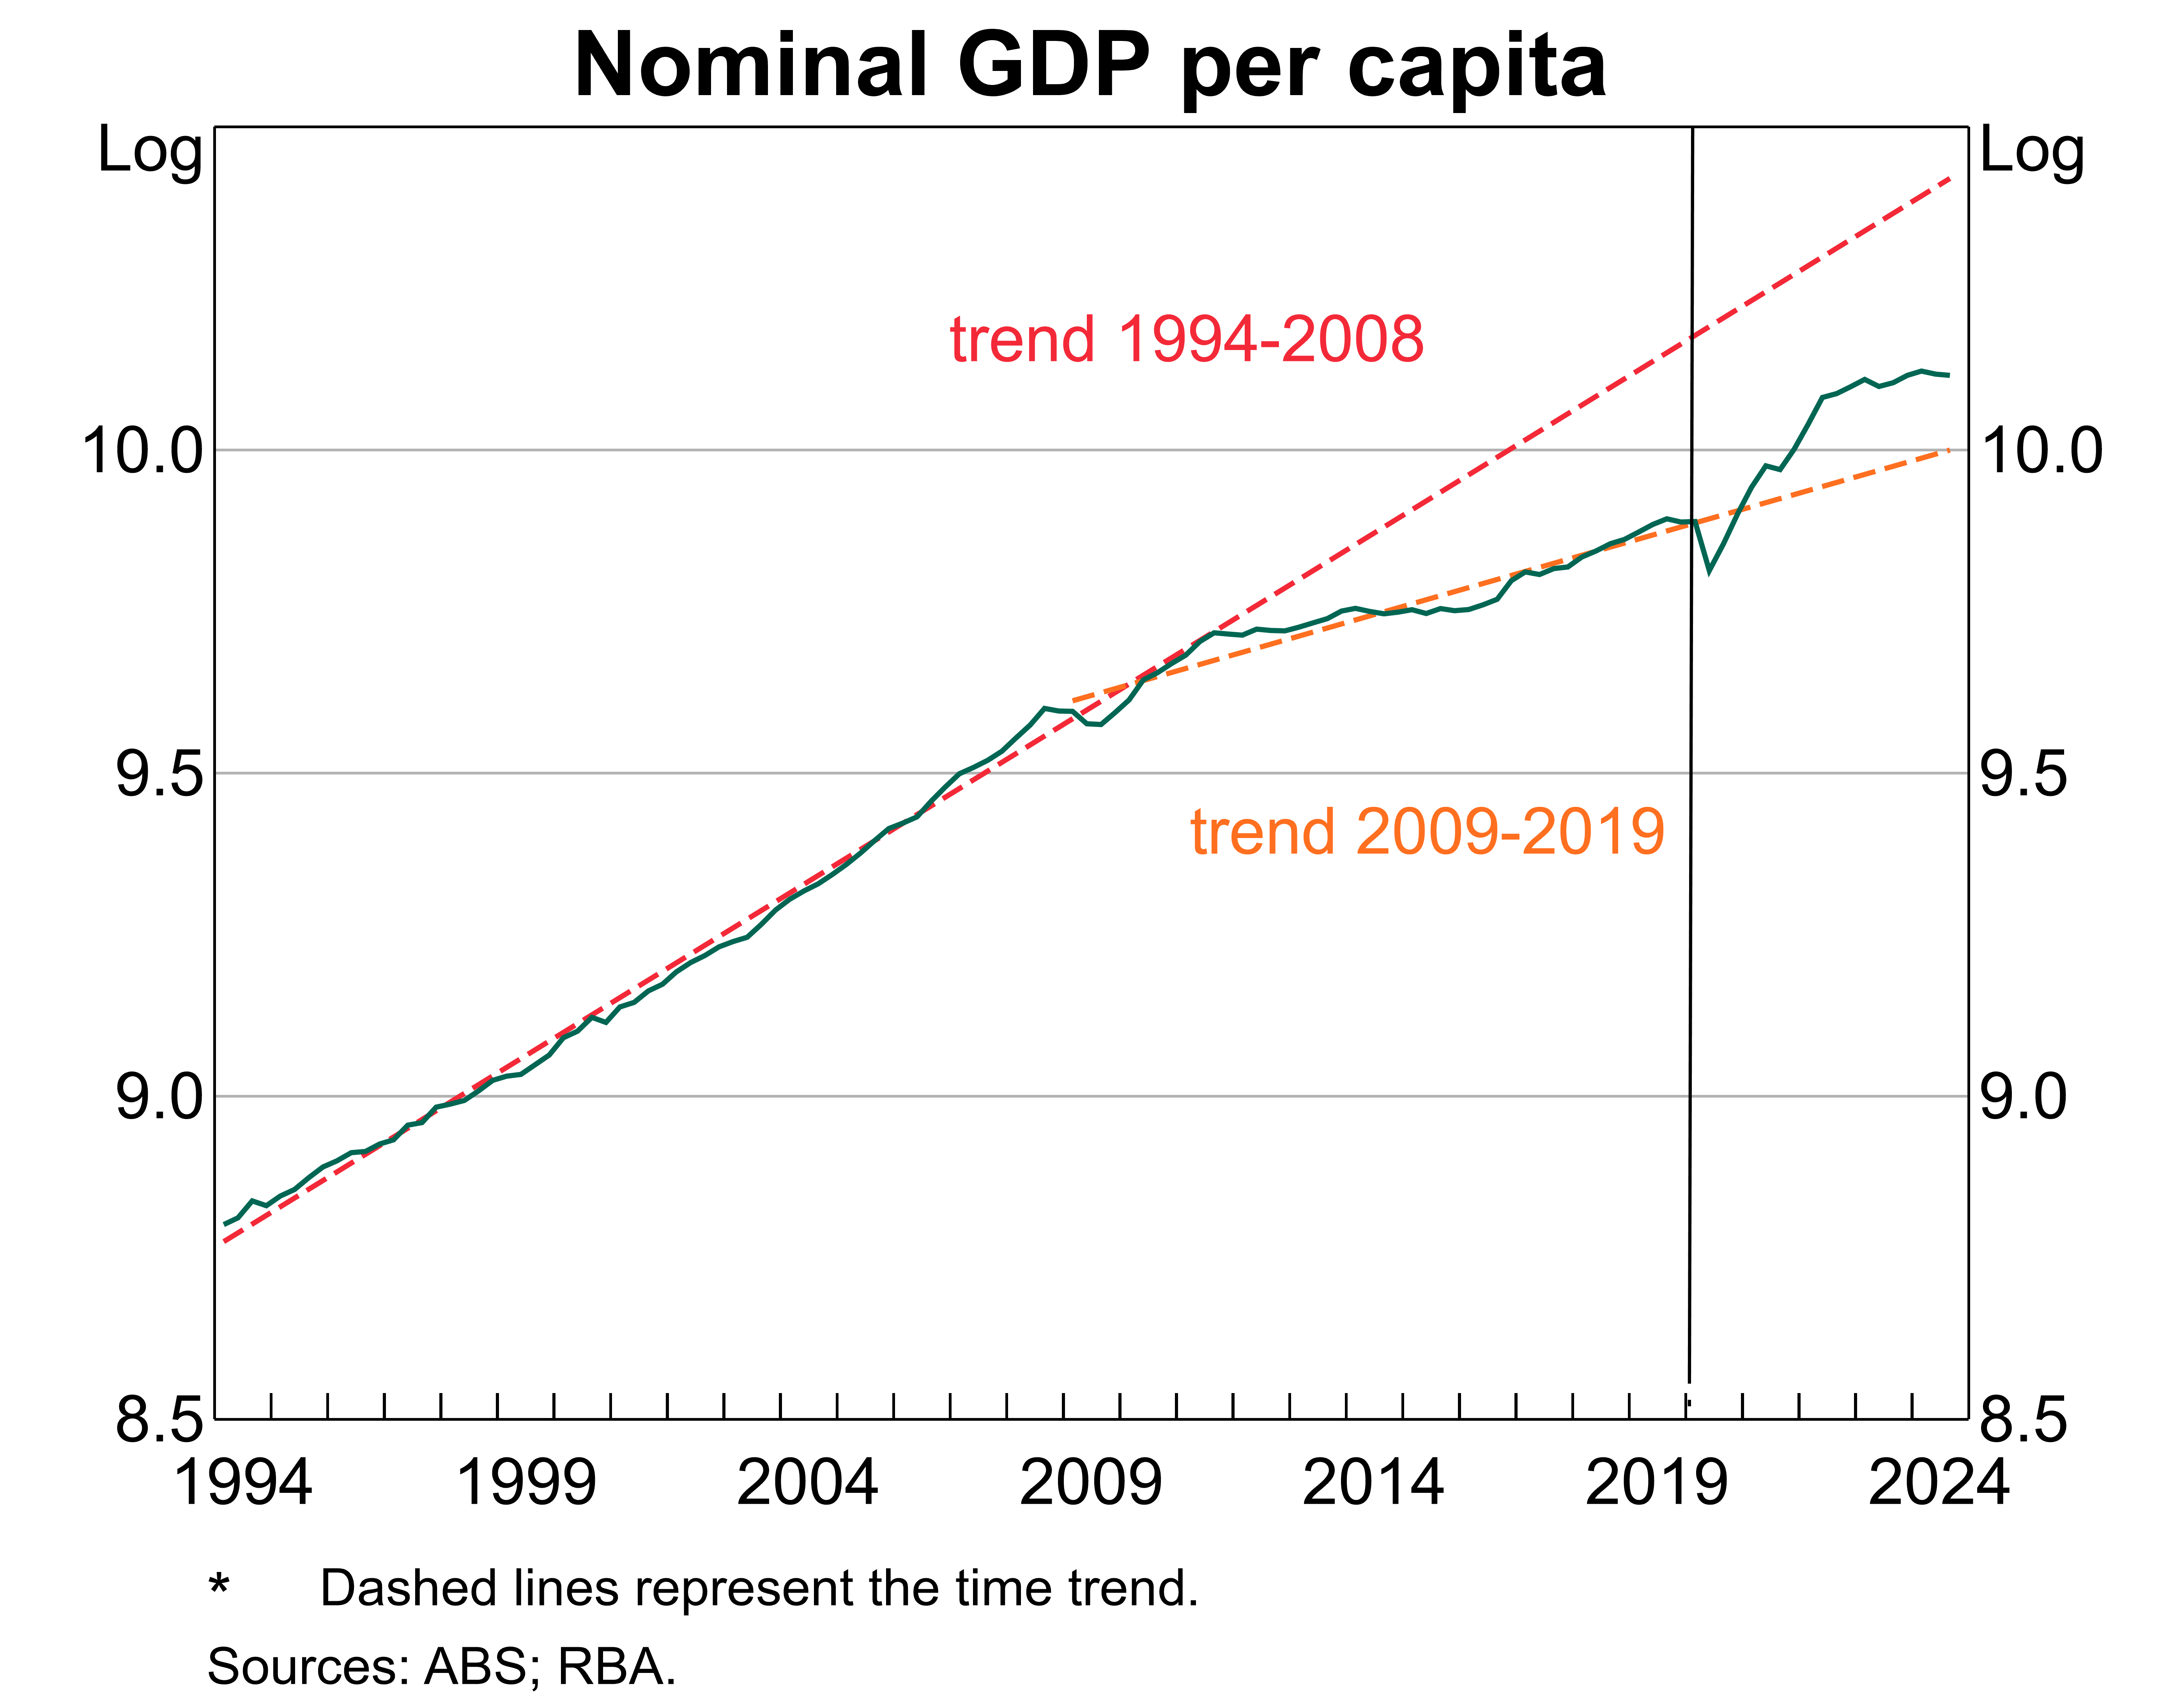 Nominal GDP per capita
Log Log
trend 1994-2008
10.0 10.0
9.5 9.5
trend 2009-2019
9.0 9.0
8.5 8.5
1994 1999 2004 2009 2014 2019 2024
* Dashed lines represent the time trend.
Sources: ABS; RBA.